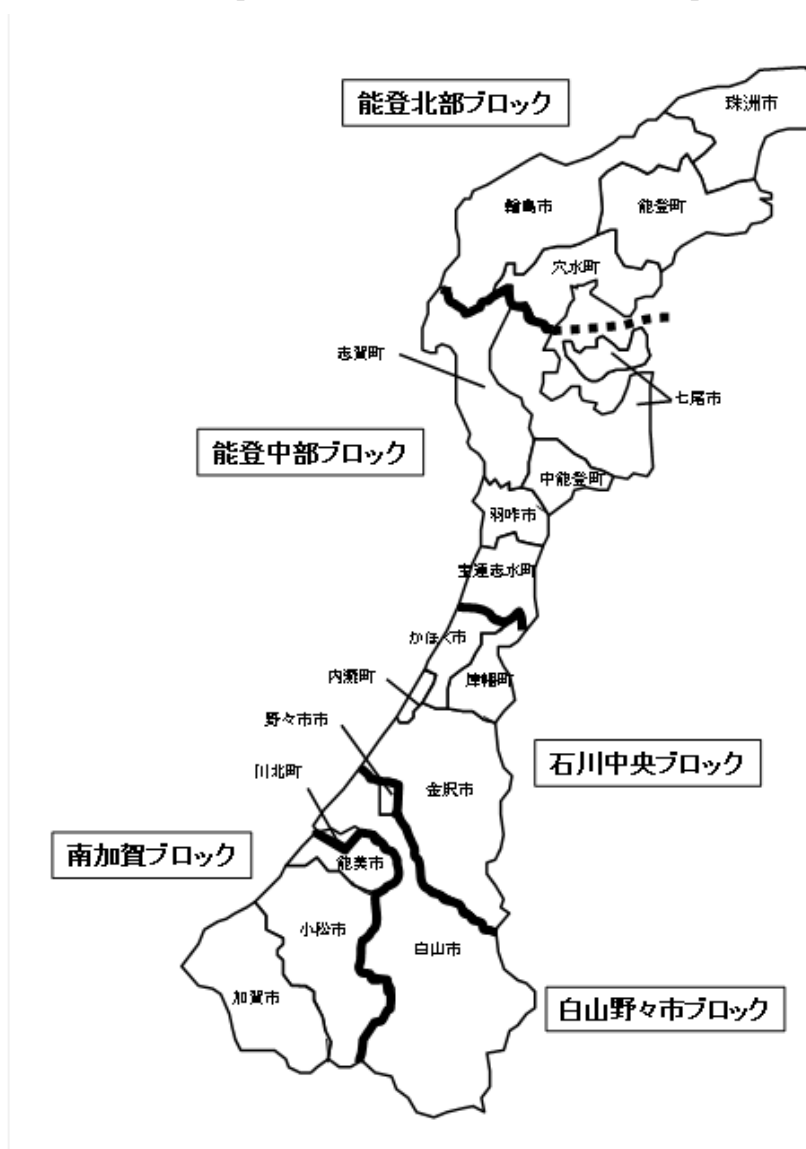 能登北部ブロック
珠洲市
輪島市
能登町
穴水町
志賀町
七尾市
能登中部ブロック
中能登町
羽咋市
宝達志水町
かほく市
内灘町
津幡町
野々市市
石川中央ブロック
川北町
金沢市
南加賀ブロック
能美市
小松市
白山市
加賀市
白山野々市ブロック